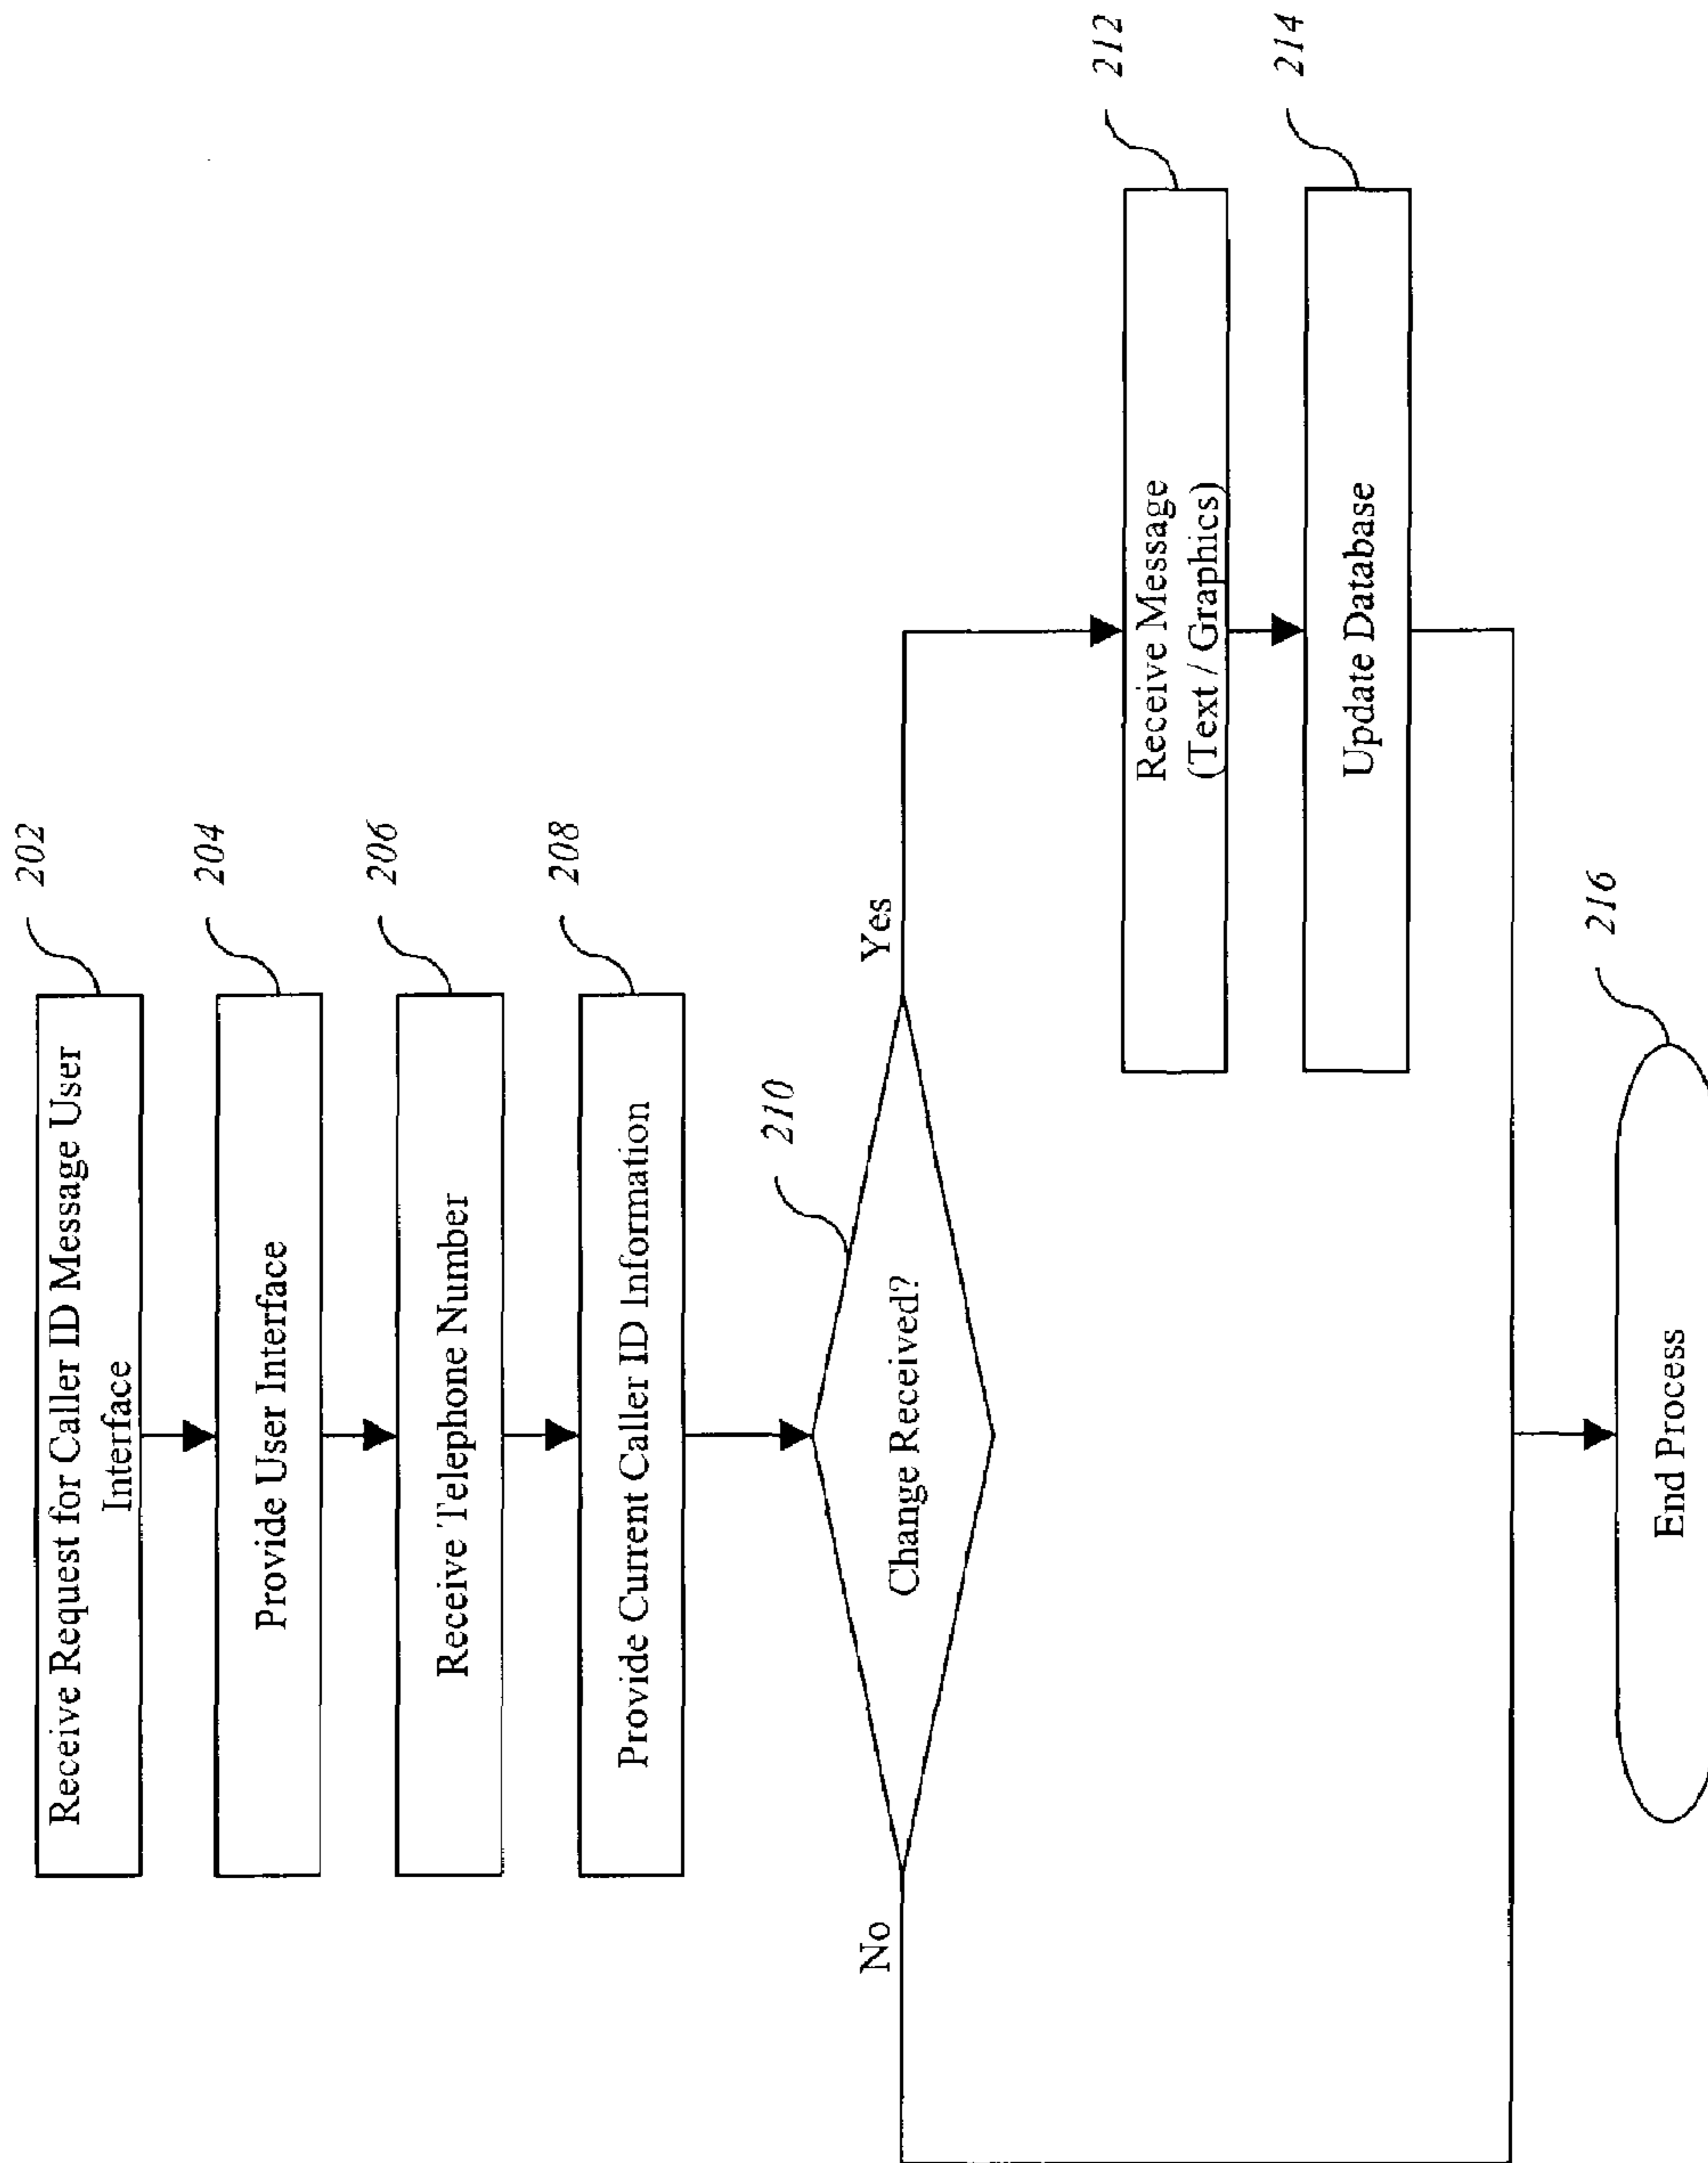 202
Receive Request for Caller ID Message User
Interface
204
Provide User Interface
206
Receive Telephone Number
208
Provide Current Caller ID Information
210
Change Received?
No
Yes
212
Receive Message
(Text / Graphics)
214
Update Database
216
End Process